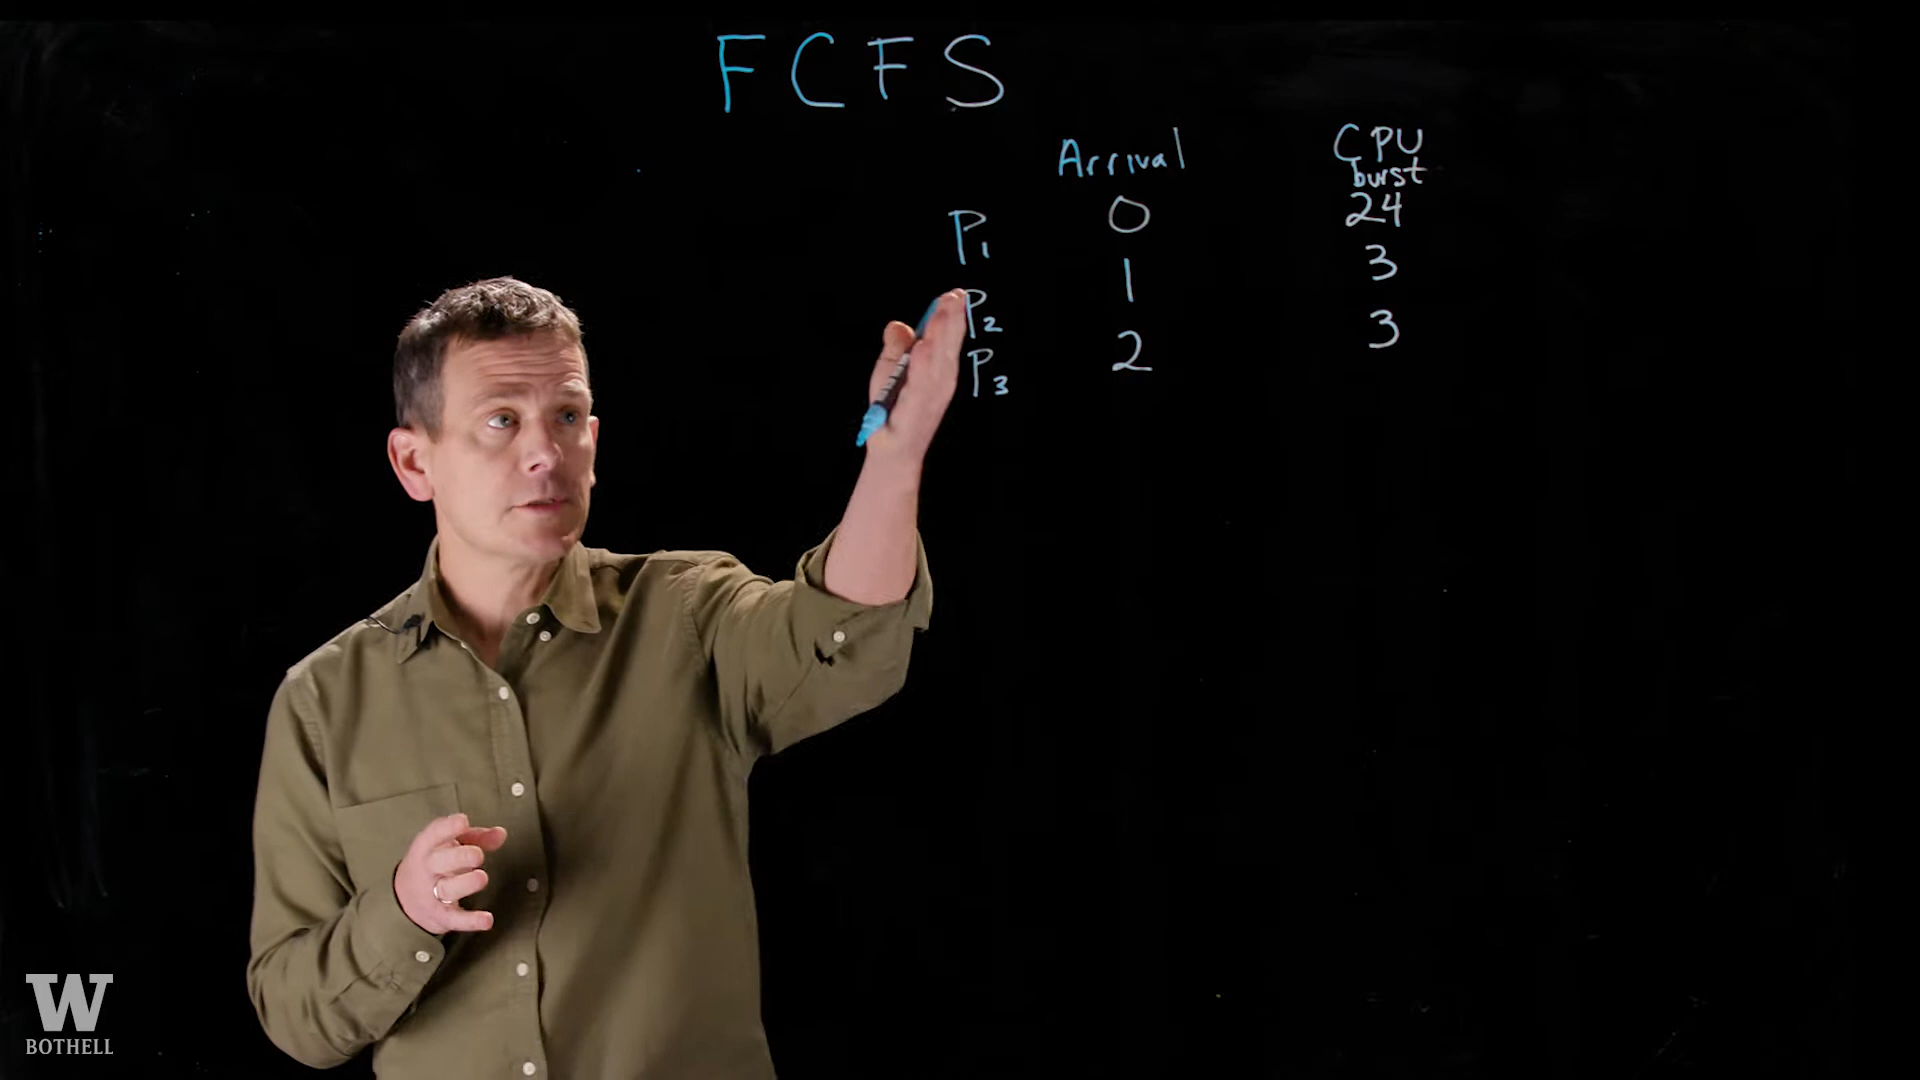 FCFS
Arrival CPU
burst
P1 0 24
P2 1 3
P3 2 3
W
BOTHELL